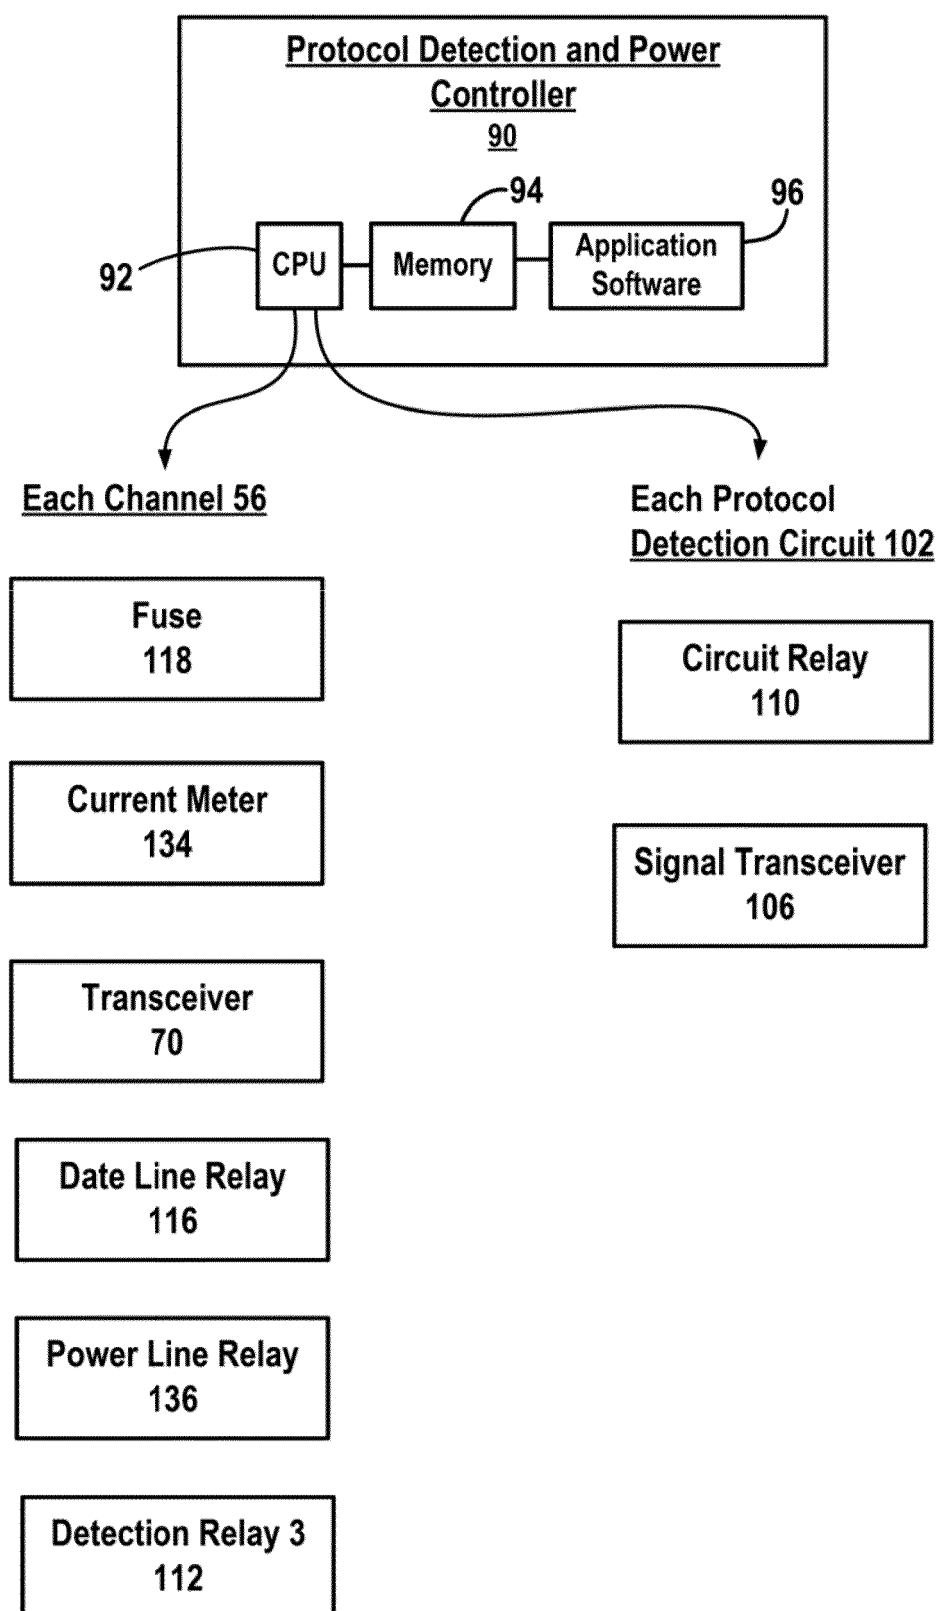 Protocol Detection and Power
Controller
90
94
96
92
CPU
Memory
Application
Software
Each Channel 56
Fuse
118
Current Meter
134
Transceiver
70
Date Line Relay
116
Power Line Relay
136
Detection Relay 3
112
Each Protocol
Detection Circuit 102
Circuit Relay
110
Signal Transceiver
106